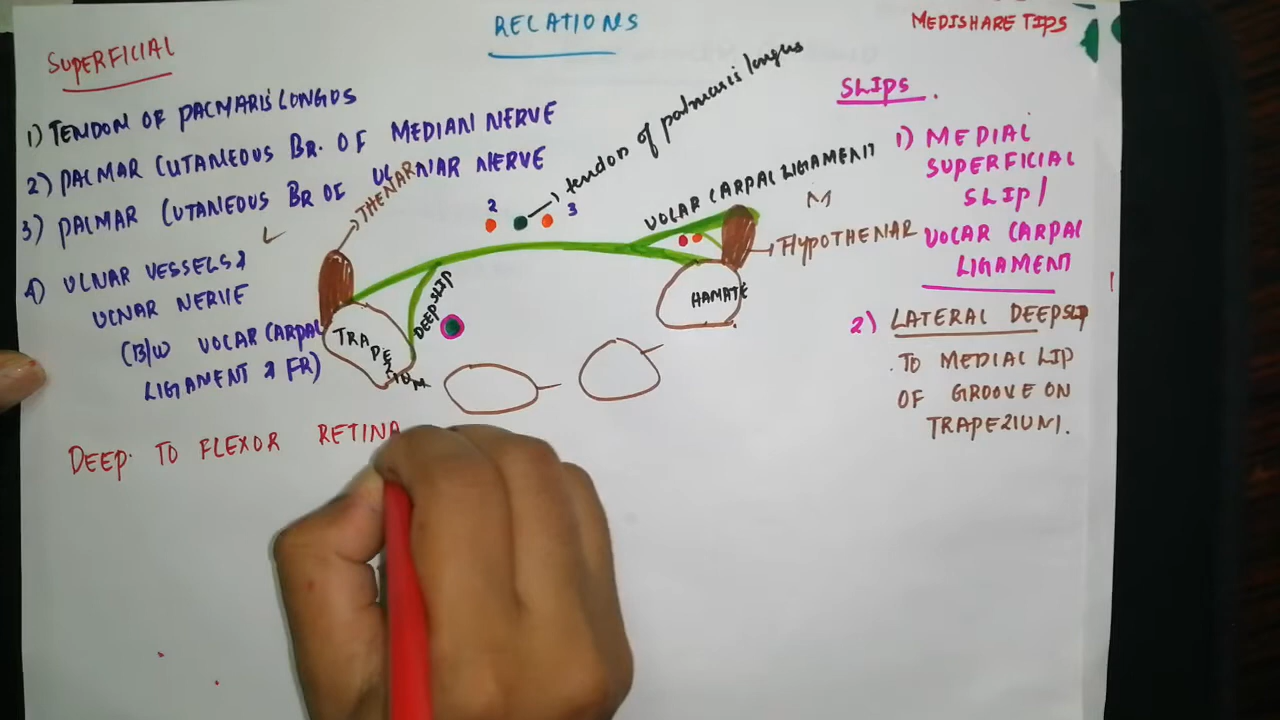 RELATIONS
MEDISHARE TIPS
SUPERFICIAL
1) TENDON OF PALMARIS LONGUS
2) PALMAR CUTANEOUS BR. OF MEDIAN NERVE
3) PALMAR CUTANEOUS BR OF ULNAR NERVE
4) ULNAR VESSELS &
ULNAR NERVE
(B/W VOLAR CARPAL
LIGAMENT & FR)
L
THENAR
2
3
tendon of palmaris longus
VOLAR CARPAL LIGAMENT
M
HYPOTHENAR
HAMATE
DEEP SLIP
TRAPEZIUM
SLIPS.
1) MEDIAL
SUPERFICIAL
SLIP/
VOLAR CARPAL
LIGAMENT
2) LATERAL DEEP SLIP
TO MEDIAL LIP
OF GROOVE ON
TRAPEZIUM.
DEEP. TO FLEXOR RETINA